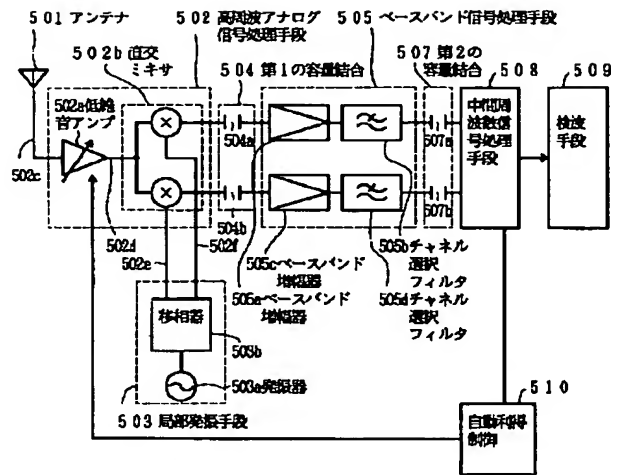 501 アンテナ
502 高周波アナログ
信号処理手段
505 ベースバンド信号処理手段
502b 直交
ミキサ
504 第1の容量結合
507 第2の
容量結合
508
509
502a低雑
音アンプ
504a
507a
中間周
波数信
号処理
手段
検波
手段
502c
502d
504b
502f
507b
502e
505cベースバンド
増幅器
505aベースバンド
増幅器
505bチャネル
選択
フィルタ
505dチャネル
選択
フィルタ
移相器
503b
503a発振器
503 局部発振手段
510
自動利得
制御